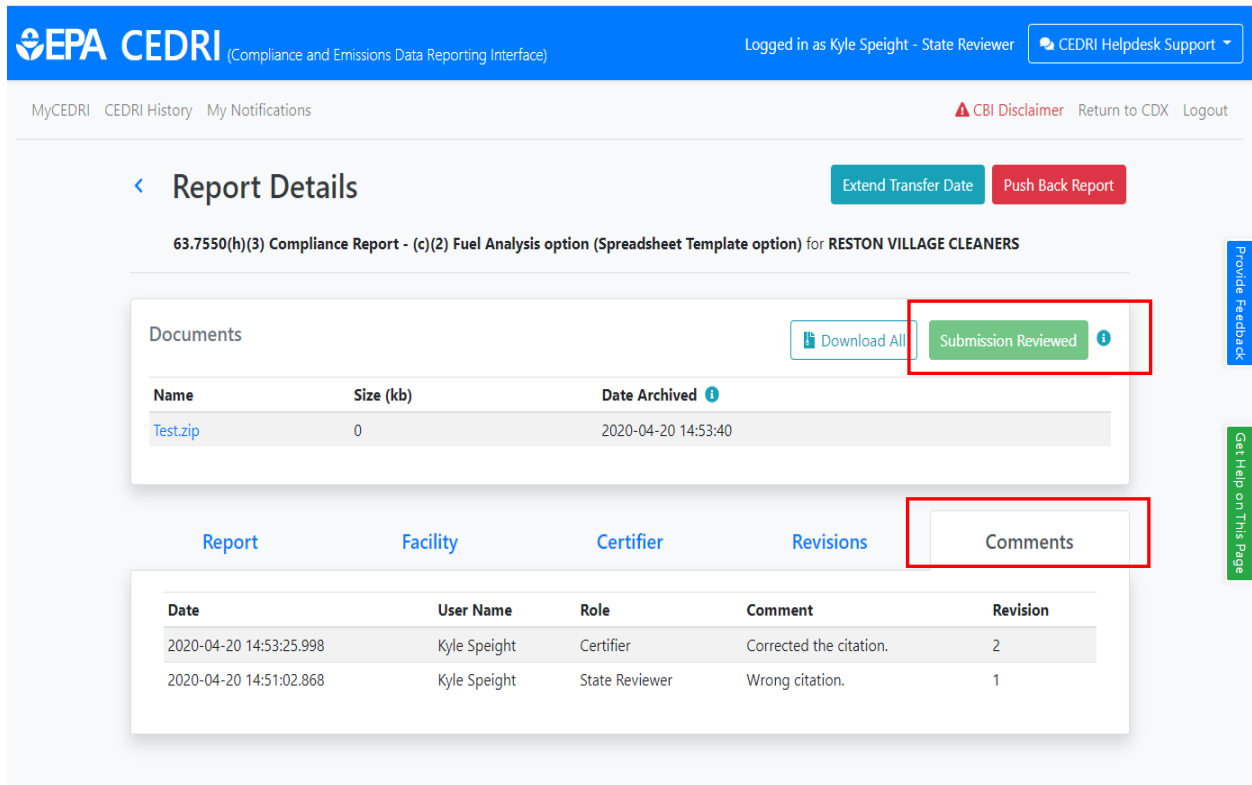 EPA CEDRI (Compliance and Emissions Data Reporting Interface) Logged in as Kyle Speight - State Reviewer CEDRI Helpdesk Support
MyCEDRI CEDRI History My Notifications CBI Disclaimer Return to CDX Logout
Report Details Extend Transfer Date Push Back Report
63.7550(h)(3) Compliance Report - (c)(2) Fuel Analysis option (Spreadsheet Template option) for RESTON VILLAGE CLEANERS
Documents Download All Submission Reviewed
Name Size (kb) Date Archived
Test.zip 0 2020-04-20 14:53:40
Report Facility Certifier Revisions Comments
Date User Name Role Comment Revision
2020-04-20 14:53:25.998 Kyle Speight Certifier Corrected the citation. 2
2020-04-20 14:51:02.868 Kyle Speight State Reviewer Wrong citation. 1
Provide Feedback
Get Help on This Page